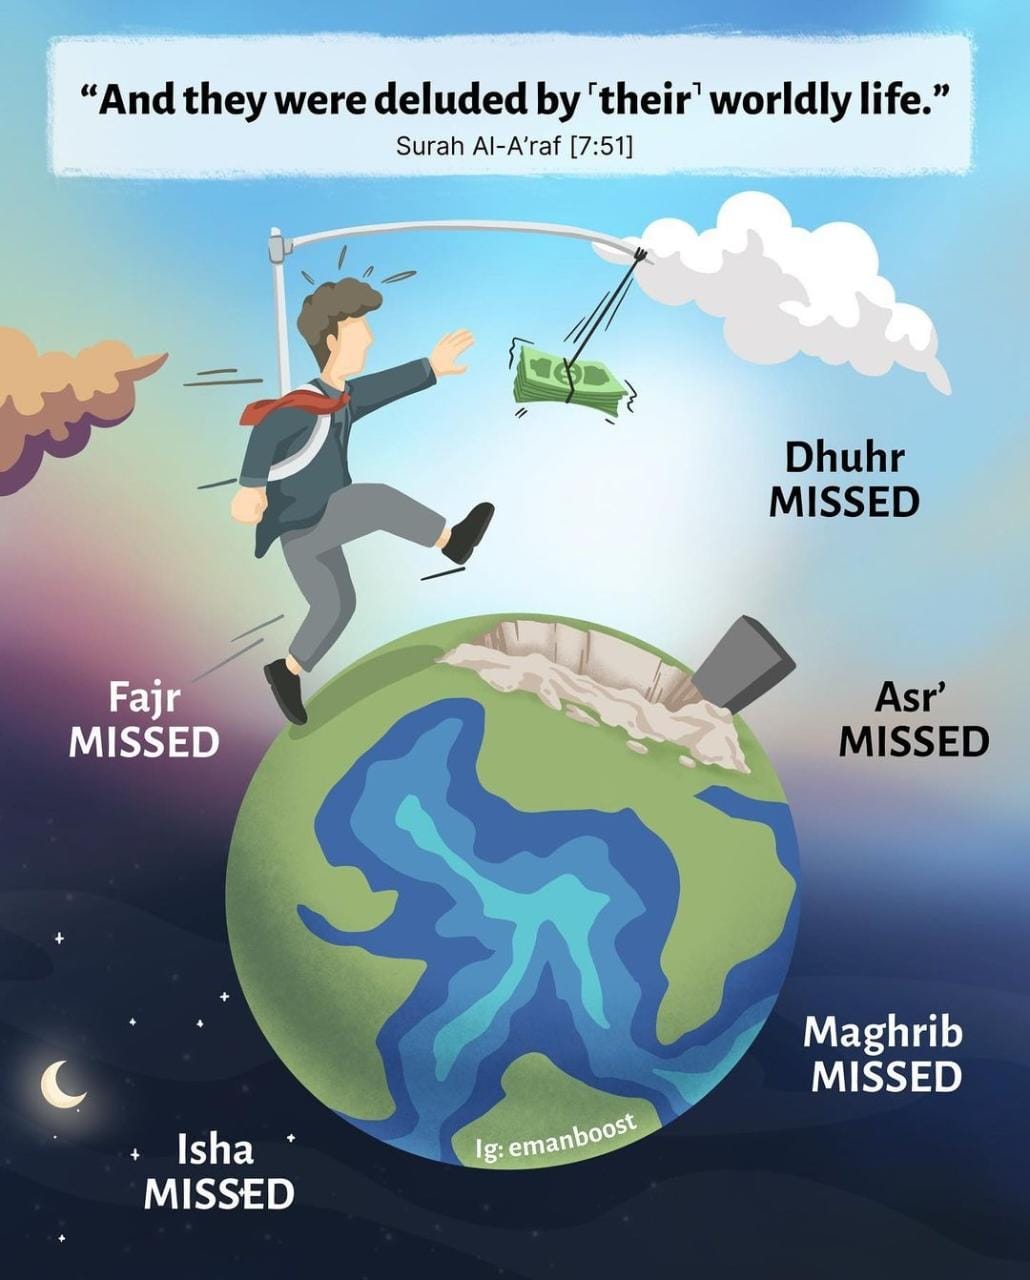 “And they were deluded by ⸢their⸣ worldly life.”
Surah Al-A’raf [7:51]
Dhuhr
MISSED
Fajr
MISSED
Asr’
MISSED
Maghrib
MISSED
Ig: emanboost
Isha
MISSED